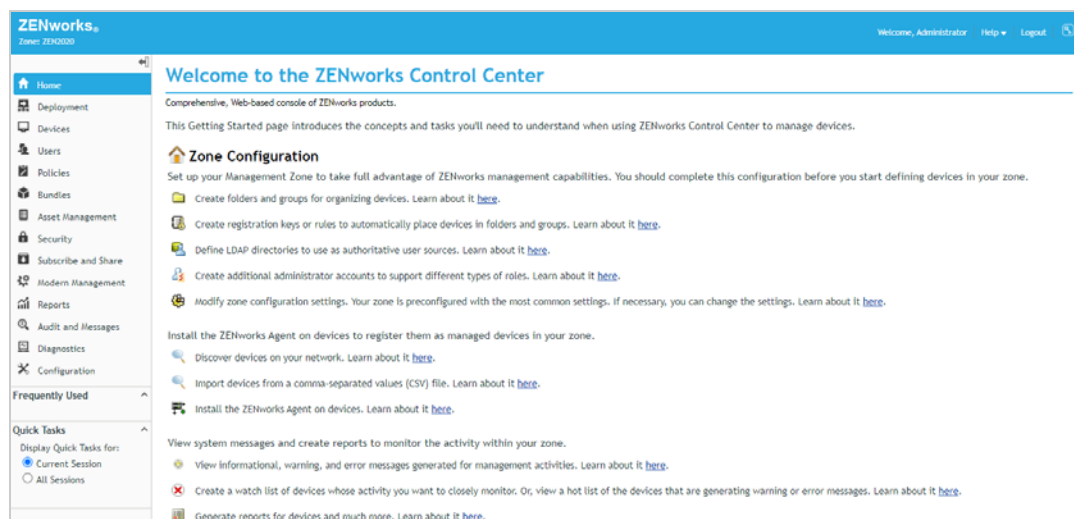 ZENworks®
Zone: ZEN2020
Welcome, Administrator Help Logout
Home
Deployment
Devices
Users
Policies
Bundles
Asset Management
Security
Subscribe and Share
Modern Management
Reports
Audit and Messages
Diagnostics
Configuration
Frequently Used
Quick Tasks
Display Quick Tasks for:
Current Session
All Sessions
Welcome to the ZENworks Control Center
Comprehensive, Web-based console of ZENworks products.
This Getting Started page introduces the concepts and tasks you'll need to understand when using ZENworks Control Center to manage devices.
Zone Configuration
Set up your Management Zone to take full advantage of ZENworks management capabilities. You should complete this configuration before you start defining devices in your zone.
Create folders and groups for organizing devices. Learn about it here.
Create registration keys or rules to automatically place devices in folders and groups. Learn about it here.
Define LDAP directories to use as authoritative user sources. Learn about it here.
Create additional administrator accounts to support different types of roles. Learn about it here.
Modify zone configuration settings. Your zone is preconfigured with the most common settings. If necessary, you can change the settings. Learn about it here.
Install the ZENworks Agent on devices to register them as managed devices in your zone.
Discover devices on your network. Learn about it here.
Import devices from a comma-separated values (CSV) file. Learn about it here.
Install the ZENworks Agent on devices. Learn about it here.
View system messages and create reports to monitor the activity within your zone.
View informational, warning, and error messages generated for management activities. Learn about it here.
Create a watch list of devices whose activity you want to closely monitor. Or, view a hot list of the devices that are generating warning or error messages. Learn about it here.
Generate reports for devices and much more. Learn about it here.